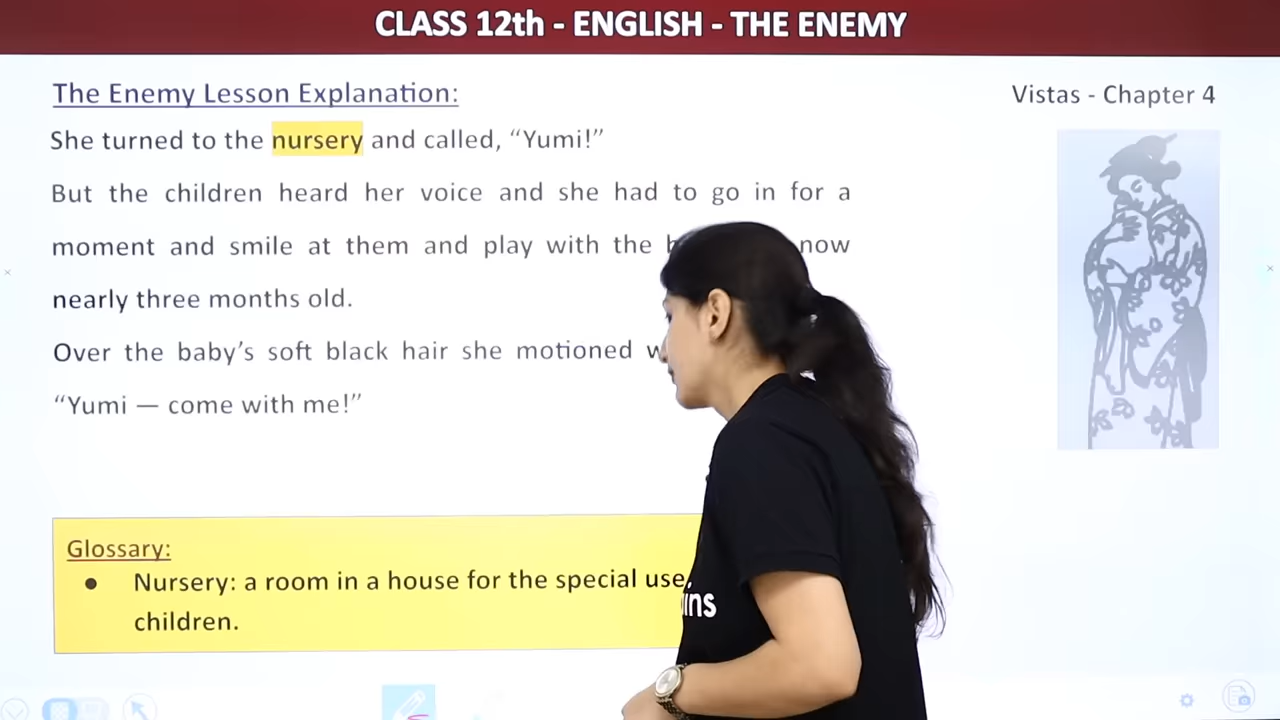 CLASS 12th - ENGLISH - THE ENEMY
The Enemy Lesson Explanation:
Vistas - Chapter 4
She turned to the nursery and called, “Yumi!”
But the children heard her voice and she had to go in for a
moment and smile at them and play with the now
nearly three months old.
Over the baby’s soft black hair she motioned
“Yumi — come with me!”
Glossary:
● Nursery: a room in a house for the special use
children.
ins